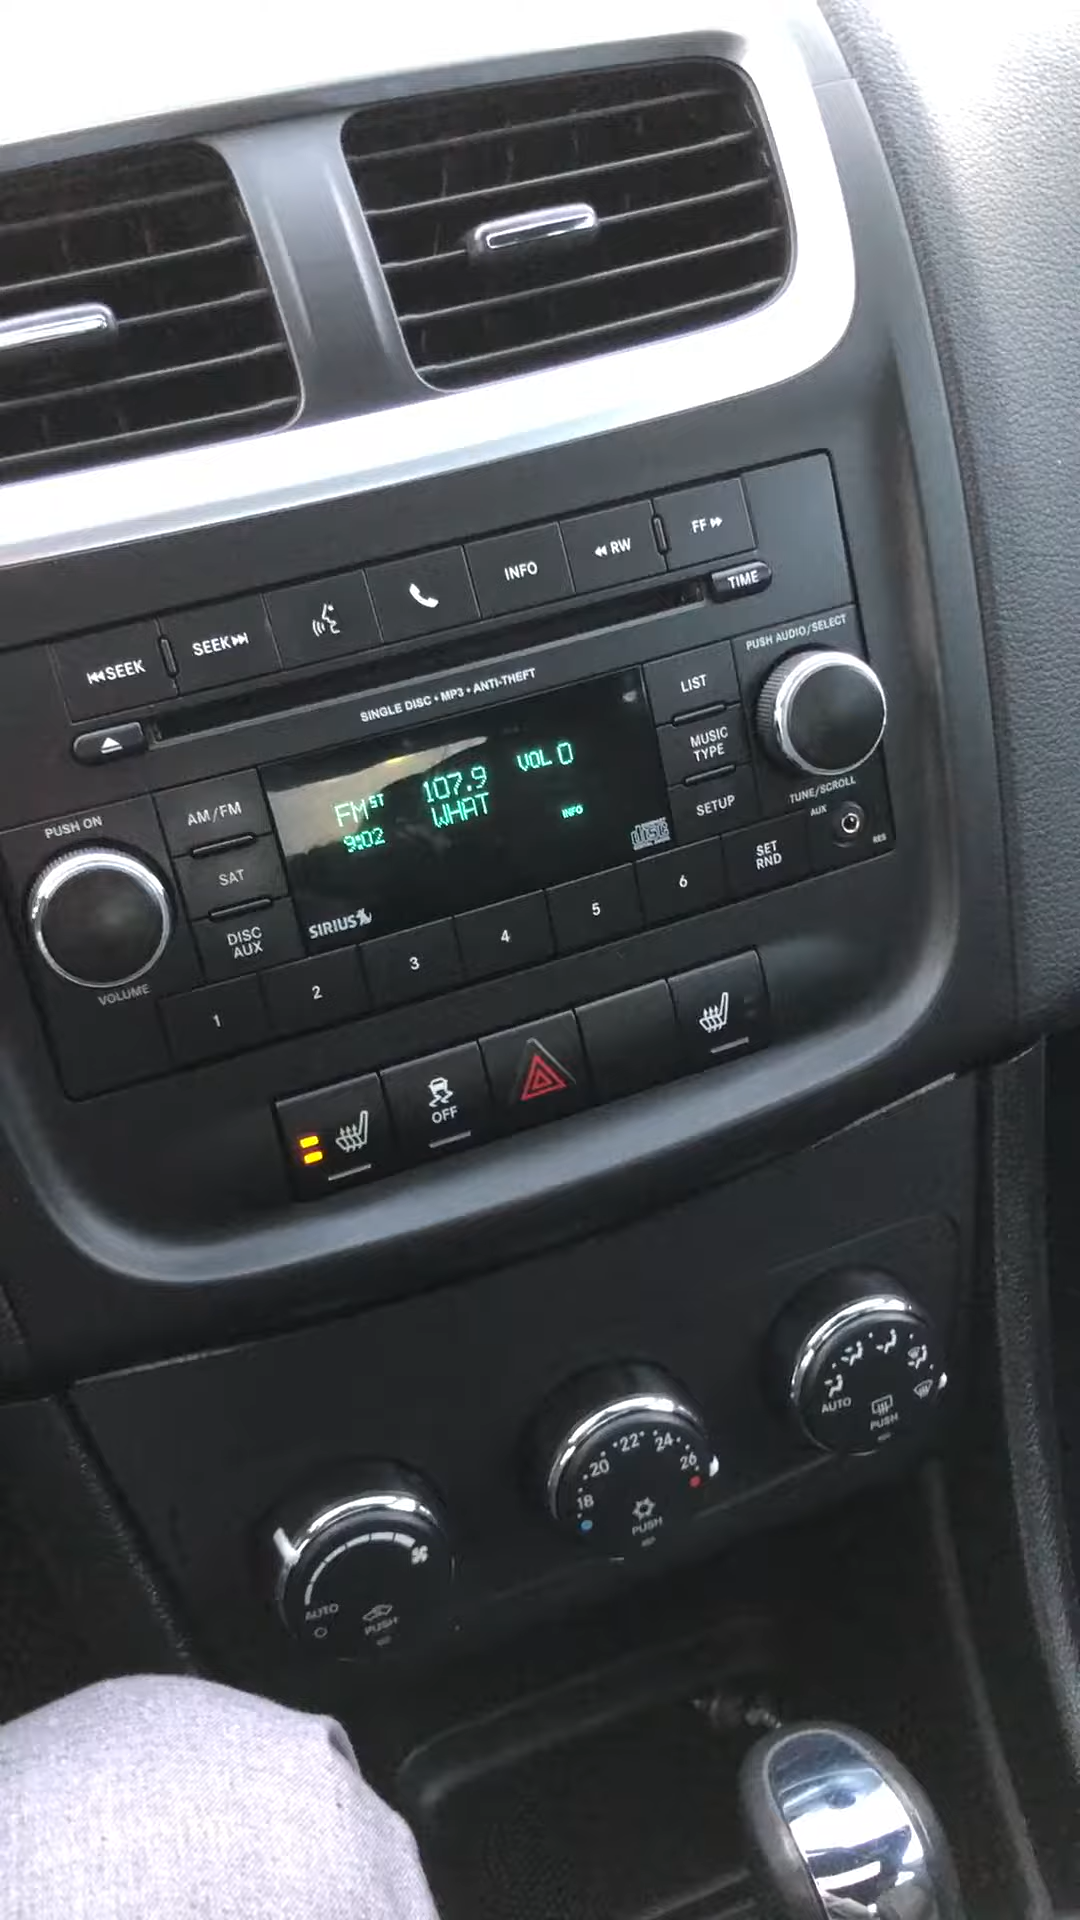 SEEK
SEEK
INFO
RW
FF
TIME
SINGLE DISC • MP3 • ANTI-THEFT
PUSH AUDIO/SELECT
LIST
MUSIC
TYPE
SETUP
TUNE/SCROLL
AUX
RES
PUSH ON
VOLUME
AM/FM
SAT
DISC
AUX
FM ST
107.9
VOL 0
9:02
WHAT
INFO
disc
SIRIUS
SET
RND
1
2
3
4
5
6
OFF
AUTO
PUSH
18
20
22
24
26
PUSH
AUTO
PUSH